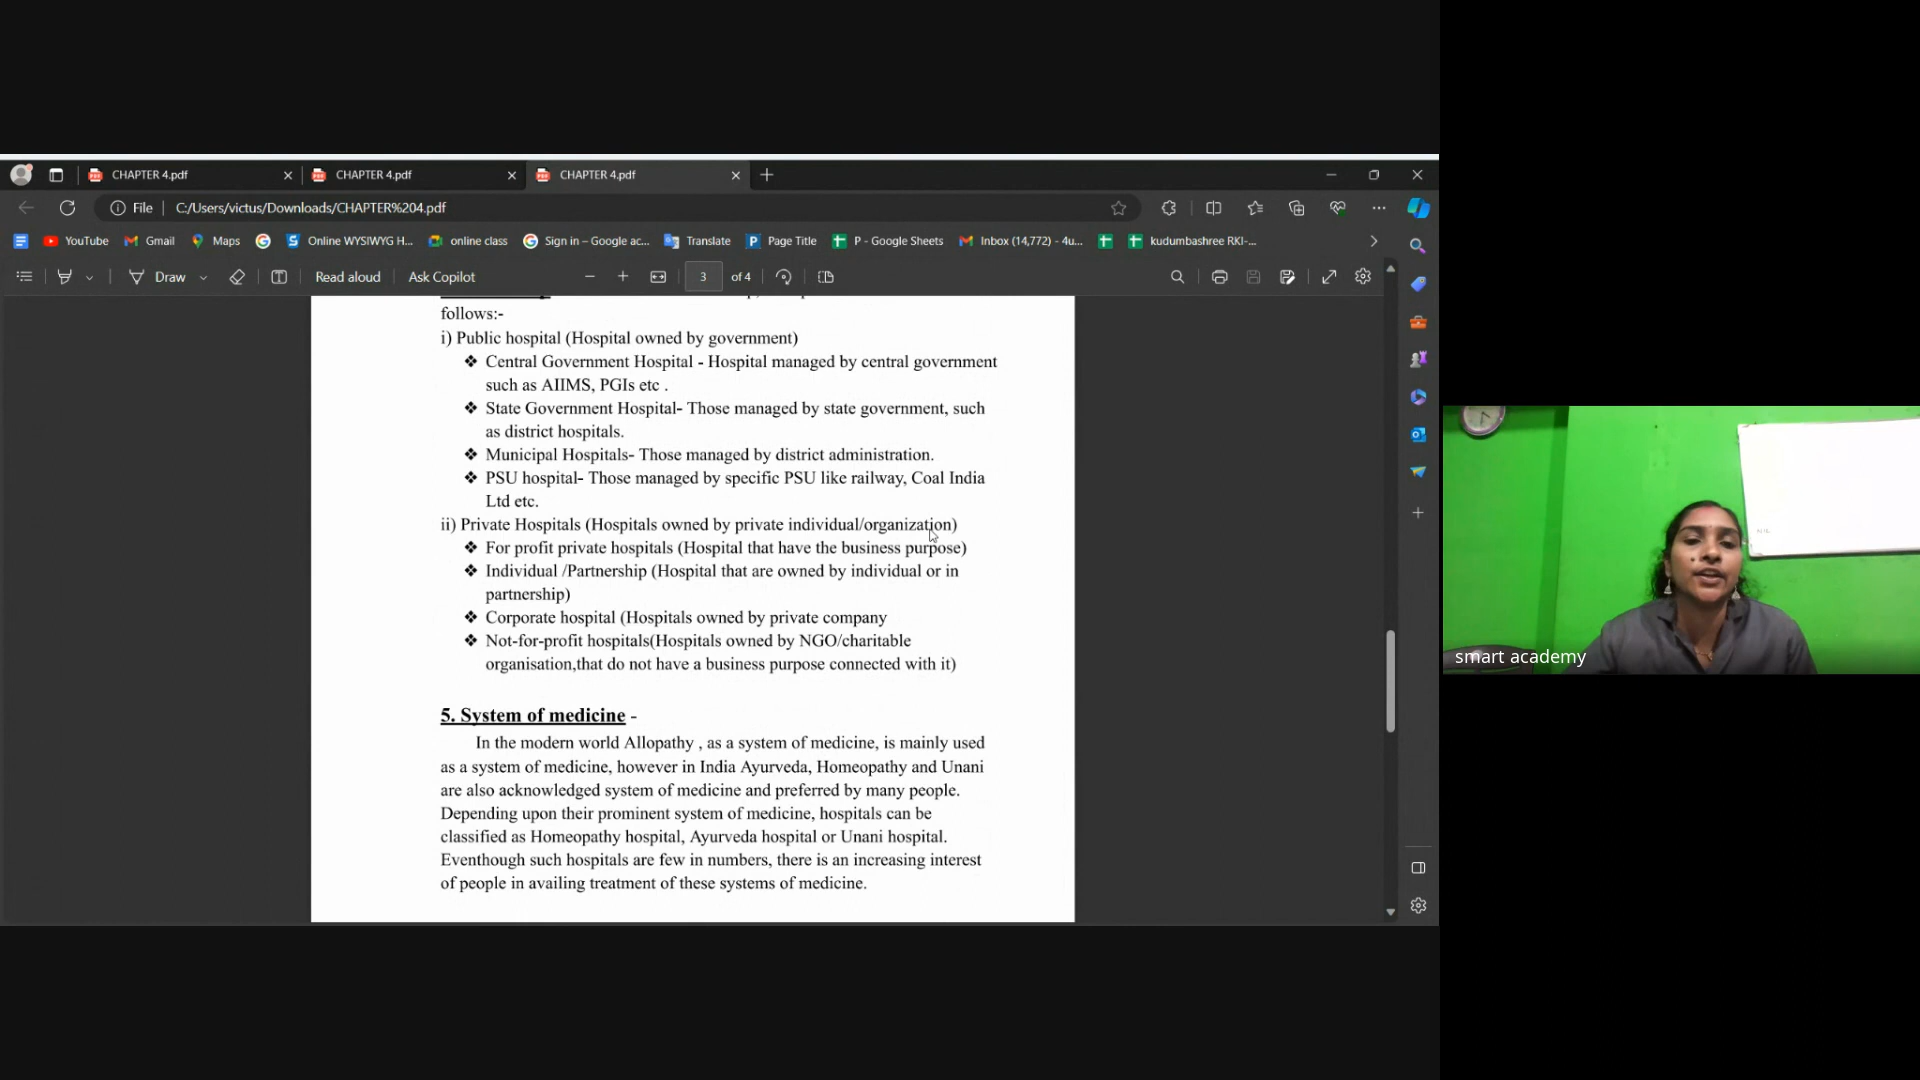 CHAPTER 4.pdf
CHAPTER 4.pdf
CHAPTER 4.pdf
File
C:/Users/victus/Downloads/CHAPTER%204.pdf
YouTube
Gmail
Maps
Online WYSIWYG H...
online class
Sign in – Google ac...
Translate
Page Title
P - Google Sheets
Inbox (14,772) - 4u...
kudumbashree RKI-...
Draw
Read aloud
Ask Copilot
3 of 4
follows:-
i) Public hospital (Hospital owned by government)
❖ Central Government Hospital - Hospital managed by central government
such as AIIMS, PGIs etc .
❖ State Government Hospital- Those managed by state government, such
as district hospitals.
❖ Municipal Hospitals- Those managed by district administration.
❖ PSU hospital- Those managed by specific PSU like railway, Coal India
Ltd etc.
ii) Private Hospitals (Hospitals owned by private individual/organization)
❖ For profit private hospitals (Hospital that have the business purpose)
❖ Individual /Partnership (Hospital that are owned by individual or in
partnership)
❖ Corporate hospital (Hospitals owned by private company
❖ Not-for-profit hospitals(Hospitals owned by NGO/charitable
organisation,that do not have a business purpose connected with it)
5. System of medicine -
In the modern world Allopathy , as a system of medicine, is mainly used
as a system of medicine, however in India Ayurveda, Homeopathy and Unani
are also acknowledged system of medicine and preferred by many people.
Depending upon their prominent system of medicine, hospitals can be
classified as Homeopathy hospital, Ayurveda hospital or Unani hospital.
Eventhough such hospitals are few in numbers, there is an increasing interest
of people in availing treatment of these systems of medicine.
smart academy